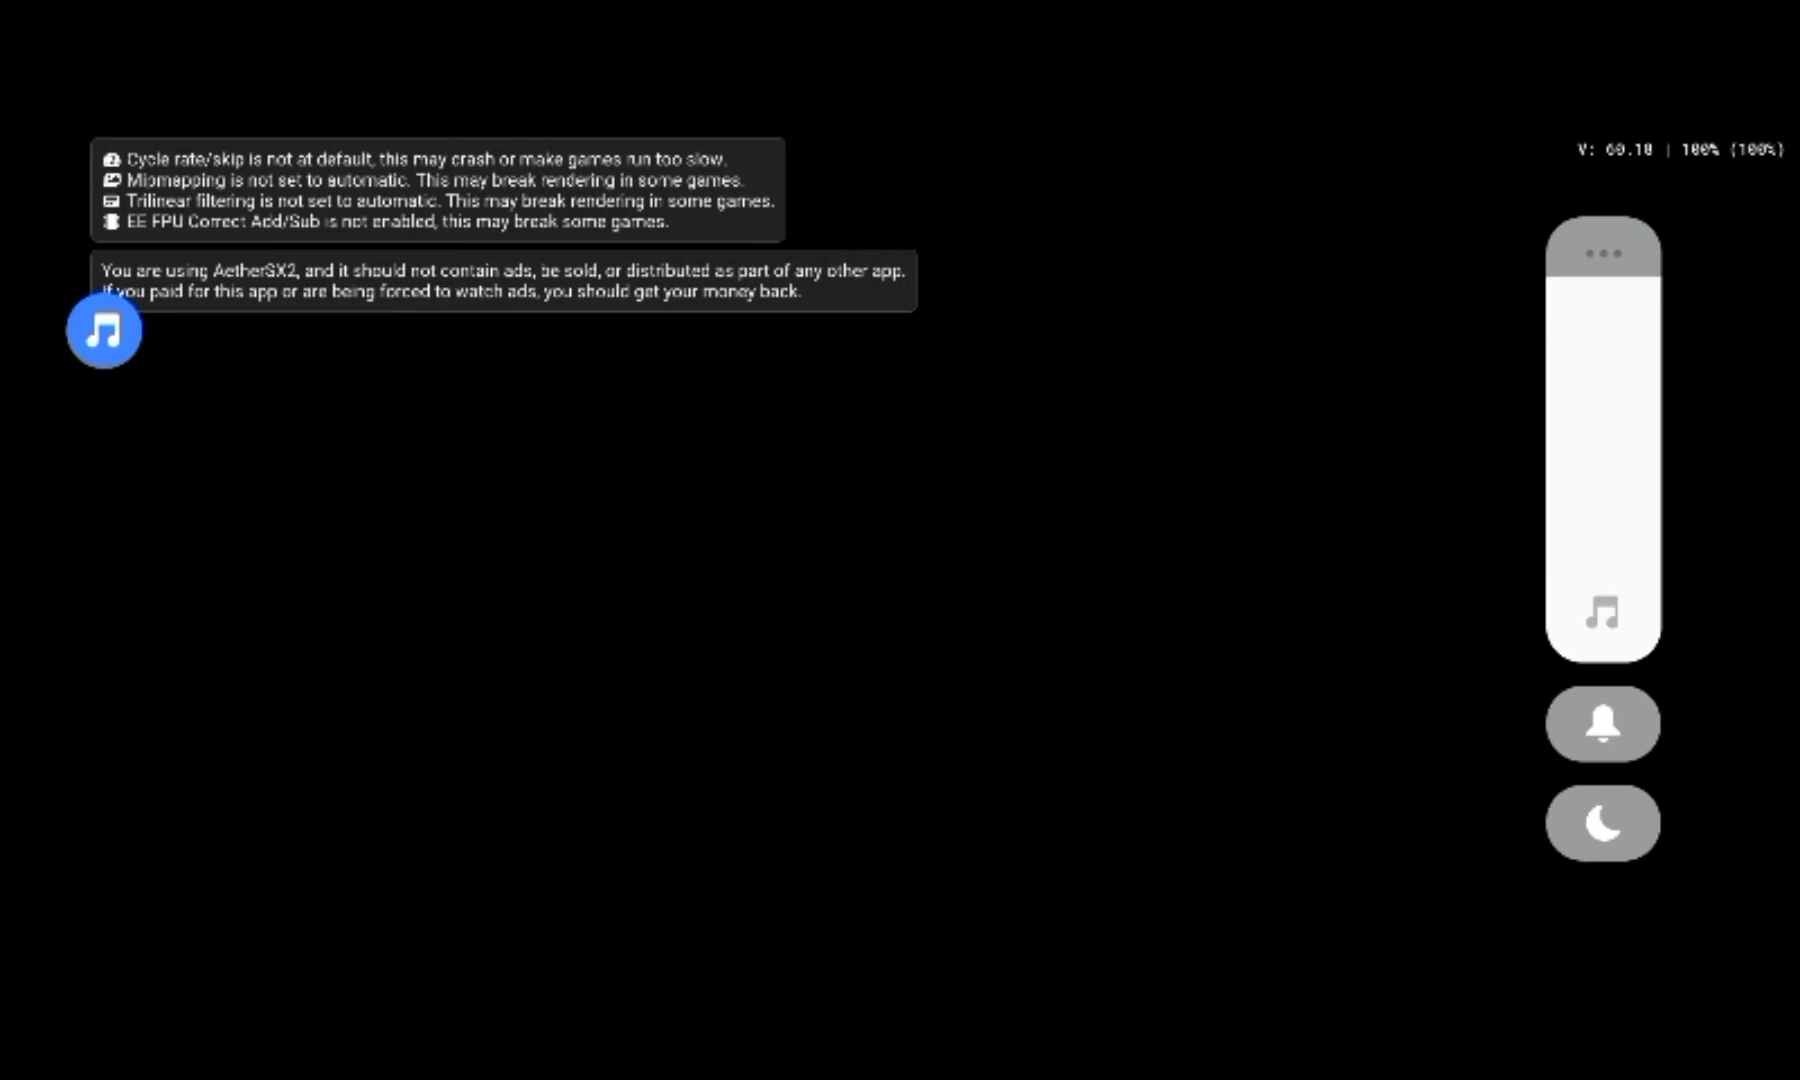 Cycle rate/skip is not at default, this may crash or make games run too slow.
Mipmapping is not set to automatic. This may break rendering in some games.
Trilinear filtering is not set to automatic. This may break rendering in some games.
EE FPU Correct Add/Sub is not enabled, this may break some games.
You are using AetherSX2, and it should not contain ads, be sold, or distributed as part of any other app.
If you paid for this app or are being forced to watch ads, you should get your money back.
V: 60.18 | 100% (100%)